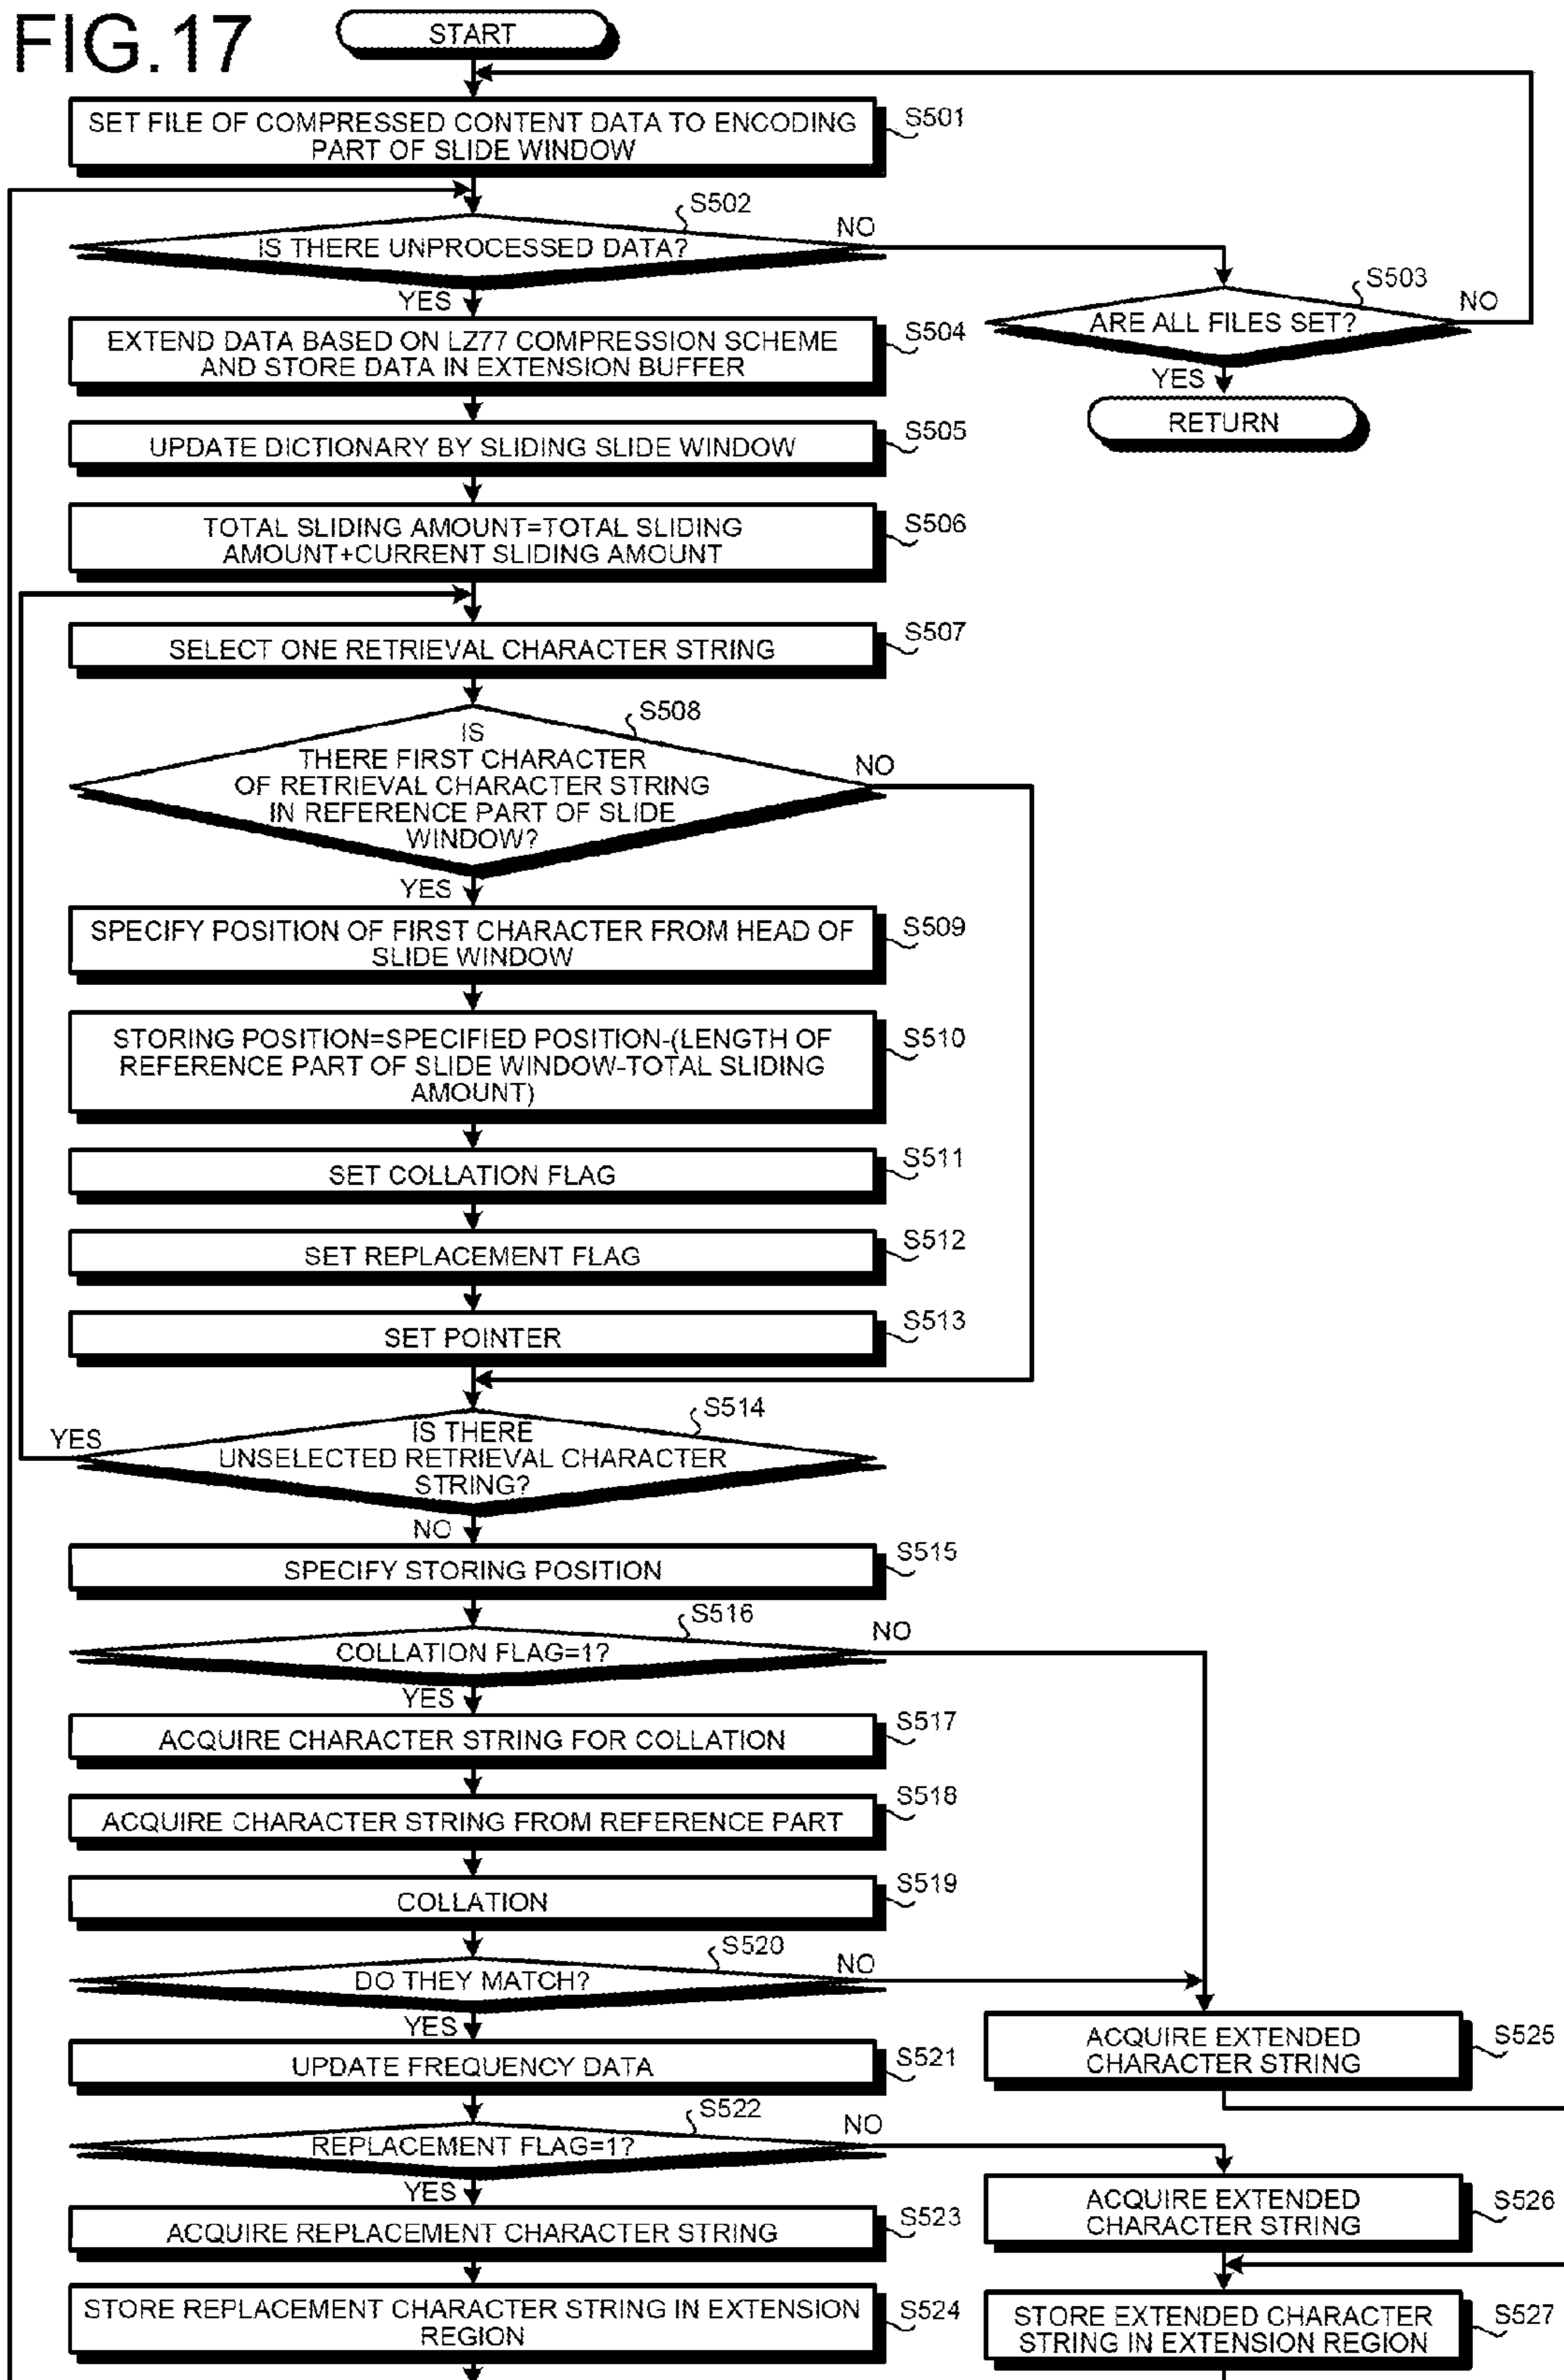 FIG.17
START
SET FILE OF COMPRESSED CONTENT DATA TO ENCODING
PART OF SLIDE WINDOW
S501
S502
IS THERE UNPROCESSED DATA?
NO
YES
S503
ARE ALL FILES SET?
NO
YES
RETURN
EXTEND DATA BASED ON LZ77 COMPRESSION SCHEME
AND STORE DATA IN EXTENSION BUFFER
S504
UPDATE DICTIONARY BY SLIDING SLIDE WINDOW
S505
TOTAL SLIDING AMOUNT=TOTAL SLIDING
AMOUNT+CURRENT SLIDING AMOUNT
S506
SELECT ONE RETRIEVAL CHARACTER STRING
S507
S508
IS
THERE FIRST CHARACTER
OF RETRIEVAL CHARACTER STRING
IN REFERENCE PART OF SLIDE
WINDOW?
NO
YES
SPECIFY POSITION OF FIRST CHARACTER FROM HEAD OF
SLIDE WINDOW
S509
STORING POSITION=SPECIFIED POSITION-(LENGTH OF
REFERENCE PART OF SLIDE WINDOW-TOTAL SLIDING
AMOUNT)
S510
SET COLLATION FLAG
S511
SET REPLACEMENT FLAG
S512
SET POINTER
S513
S514
IS THERE
UNSELECTED RETRIEVAL CHARACTER
STRING?
YES
NO
SPECIFY STORING POSITION
S515
S516
COLLATION FLAG=1?
NO
YES
ACQUIRE CHARACTER STRING FOR COLLATION
S517
ACQUIRE CHARACTER STRING FROM REFERENCE PART
S518
COLLATION
S519
S520
DO THEY MATCH?
NO
YES
UPDATE FREQUENCY DATA
S521
ACQUIRE EXTENDED
CHARACTER STRING
S525
S522
REPLACEMENT FLAG=1?
NO
YES
ACQUIRE REPLACEMENT CHARACTER STRING
S523
ACQUIRE EXTENDED
CHARACTER STRING
S526
STORE REPLACEMENT CHARACTER STRING IN EXTENSION
REGION
S524
STORE EXTENDED CHARACTER
STRING IN EXTENSION REGION
S527